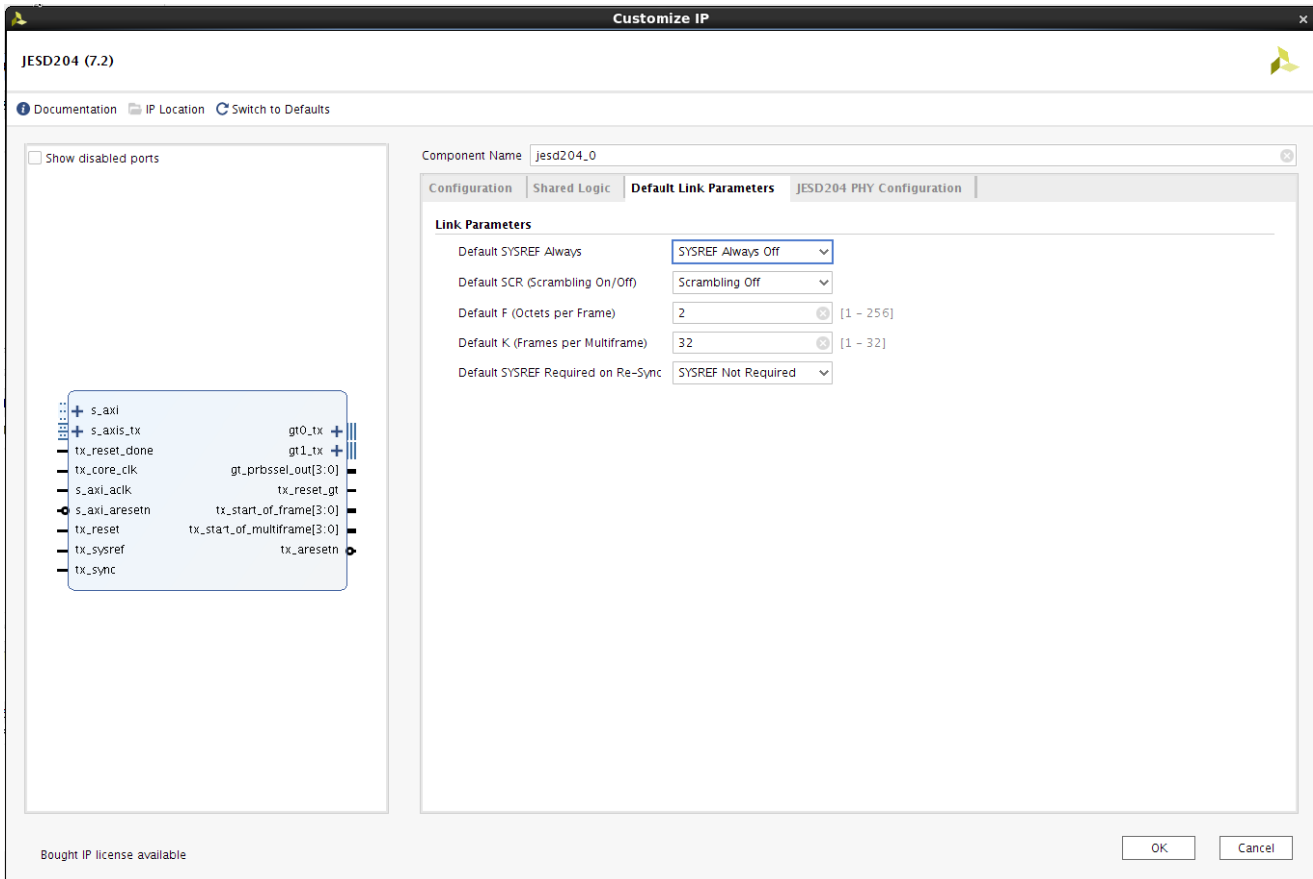 Customize IP
JESD204 (7.2)
Documentation IP Location Switch to Defaults
Show disabled ports
s_axi
s_axis_tx
tx_reset_done
tx_core_clk
s_axi_aclk
s_axi_aresetn
tx_reset
tx_sysref
tx_sync
gt0_tx
gt1_tx
gt_prbssel_out[3:0]
tx_reset_gt
tx_start_of_frame[3:0]
tx_start_of_multiframe[3:0]
tx_aresetn
Component Name jesd204_0
Configuration Shared Logic Default Link Parameters JESD204 PHY Configuration
Link Parameters
Default SYSREF Always SYSREF Always Off
Default SCR (Scrambling On/Off) Scrambling Off
Default F (Octets per Frame) 2 [1 - 256]
Default K (Frames per Multiframe) 32 [1 - 32]
Default SYSREF Required on Re-Sync SYSREF Not Required
Bought IP license available
OK Cancel